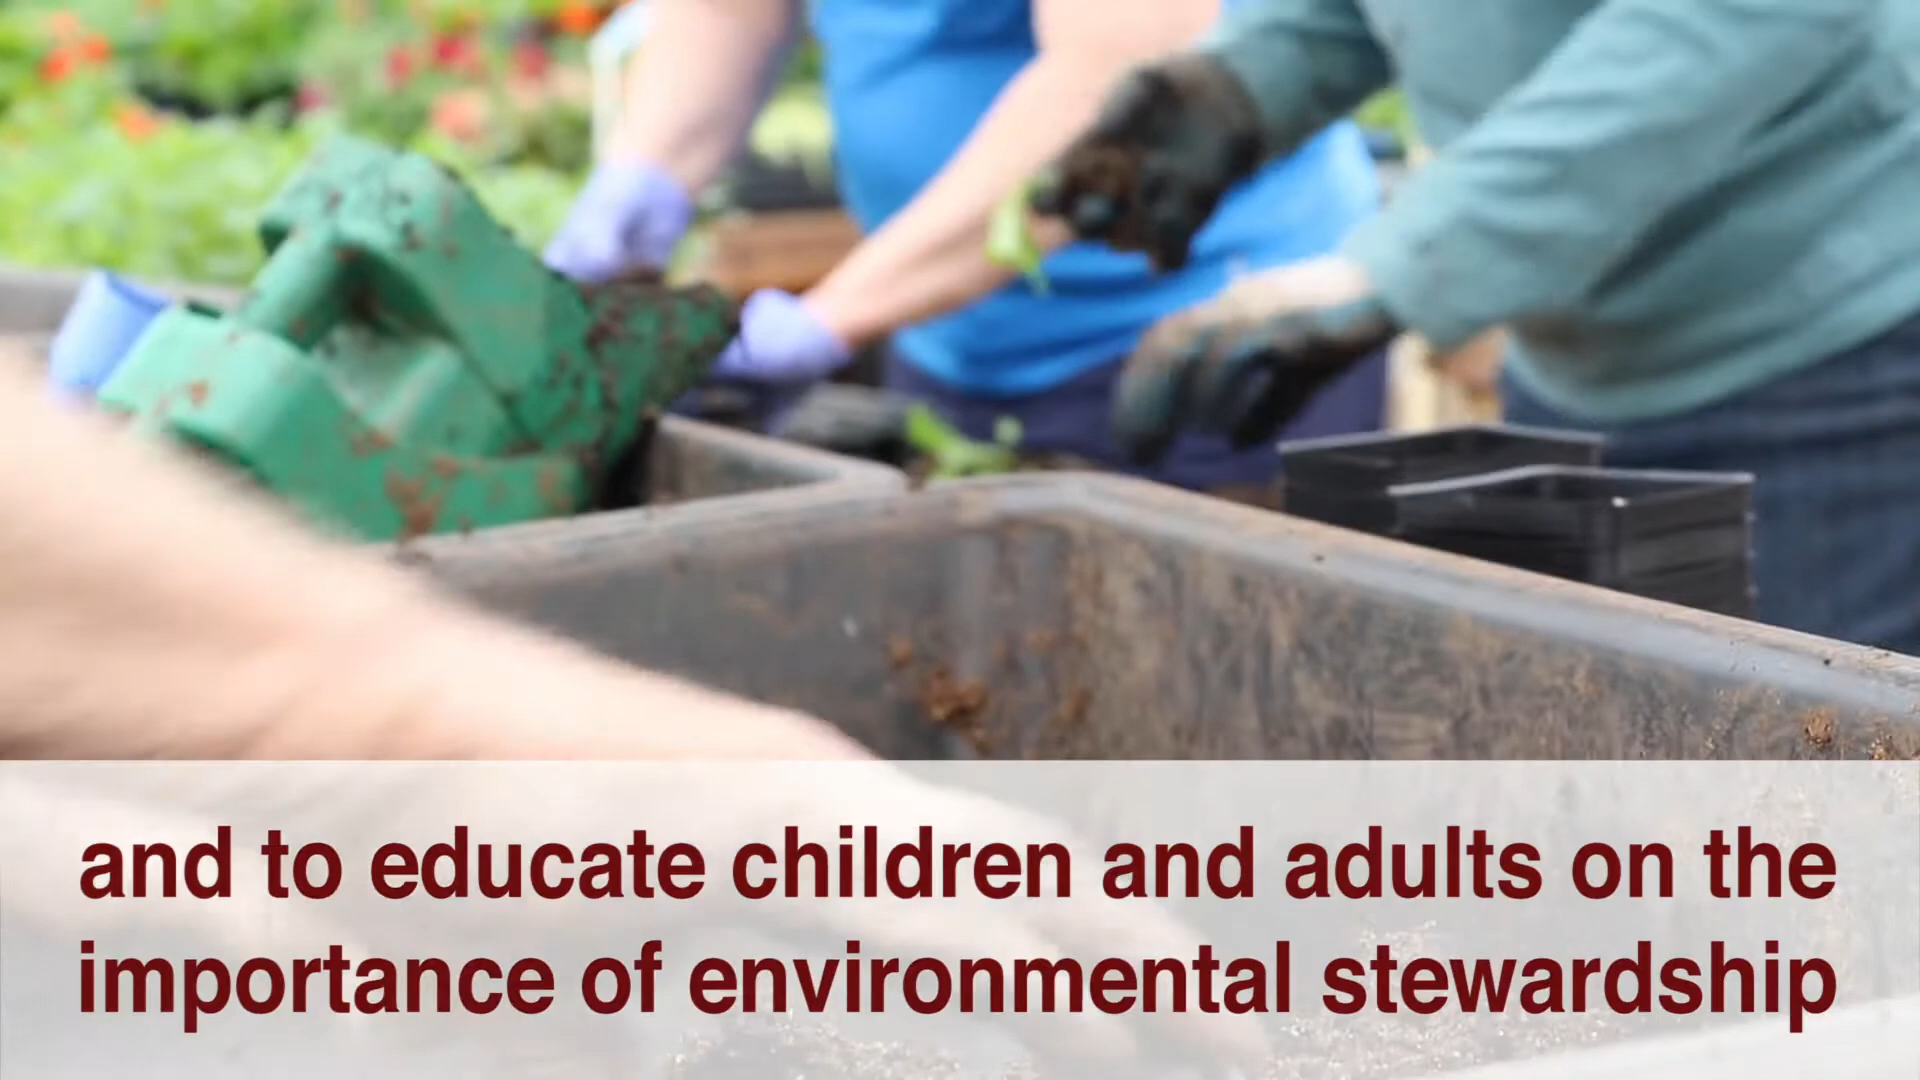 and to educate children and adults on the
importance of environmental stewardship